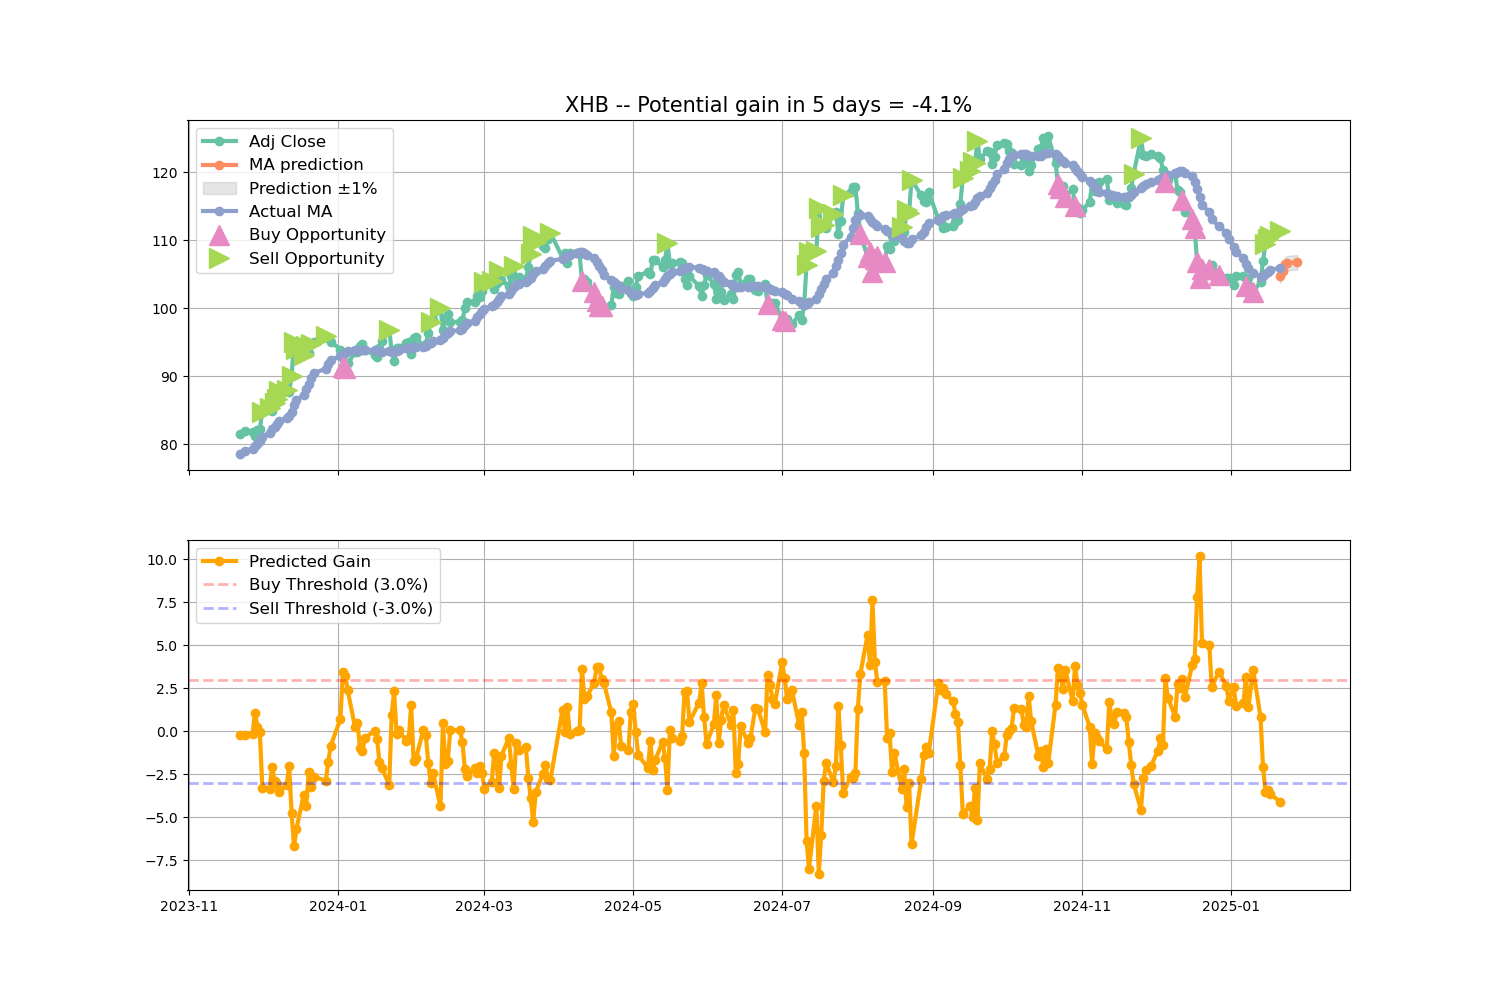 XHB -- Potential gain in 5 days = -4.1%
Adj Close
MA prediction
Prediction ±1%
Actual MA
Buy Opportunity
Sell Opportunity
120
110
100
90
80
Predicted Gain
Buy Threshold (3.0%)
Sell Threshold (-3.0%)
10.0
7.5
5.0
2.5
0.0
−2.5
−5.0
−7.5
2023-11 2024-01 2024-03 2024-05 2024-07 2024-09 2024-11 2025-01